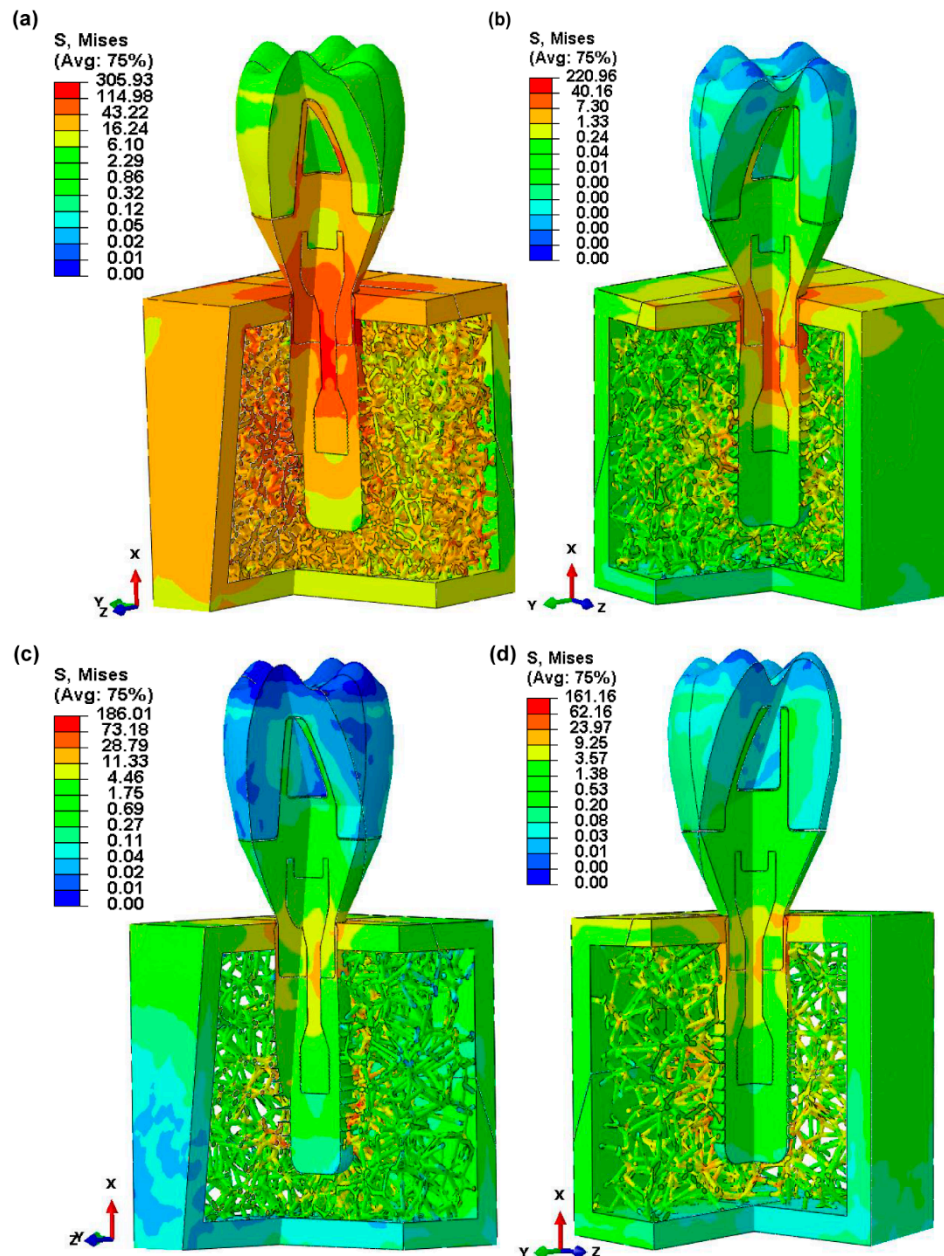 (a)
S, Mises
(Avg: 75%)
305.93
114.98
43.22
16.24
6.10
2.29
0.86
0.32
0.12
0.05
0.02
0.01
0.00
X
Y
Z
(b)
S, Mises
(Avg: 75%)
220.96
40.16
7.30
1.33
0.24
0.04
0.01
0.00
0.00
0.00
0.00
0.00
0.00
X
Y
Z
(c)
S, Mises
(Avg: 75%)
186.01
73.18
28.79
11.33
4.46
1.75
0.69
0.27
0.11
0.04
0.02
0.01
0.00
X
Z
Y
(d)
S, Mises
(Avg: 75%)
161.16
62.16
23.97
9.25
3.57
1.38
0.53
0.20
0.08
0.03
0.01
0.00
0.00
X
Y
Z